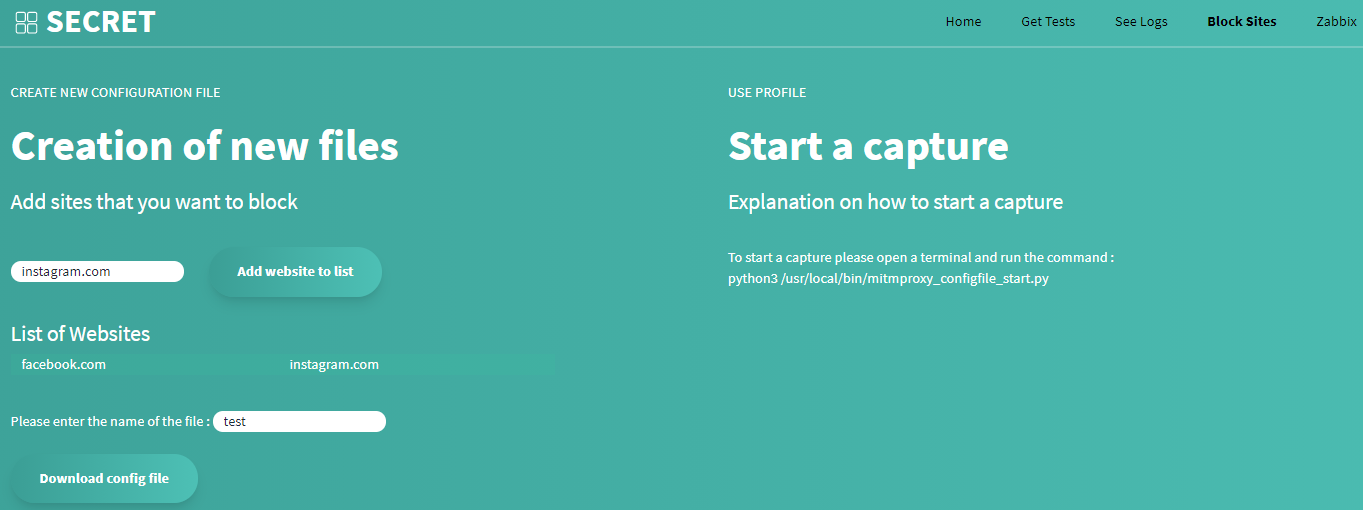 SECRET
Home Get Tests See Logs Block Sites Zabbix
CREATE NEW CONFIGURATION FILE
Creation of new files
Add sites that you want to block
instagram.com Add website to list
List of Websites
facebook.com instagram.com
Please enter the name of the file : test
Download config file
USE PROFILE
Start a capture
Explanation on how to start a capture
To start a capture please open a terminal and run the command :
python3 /usr/local/bin/mitmproxy_configfile_start.py